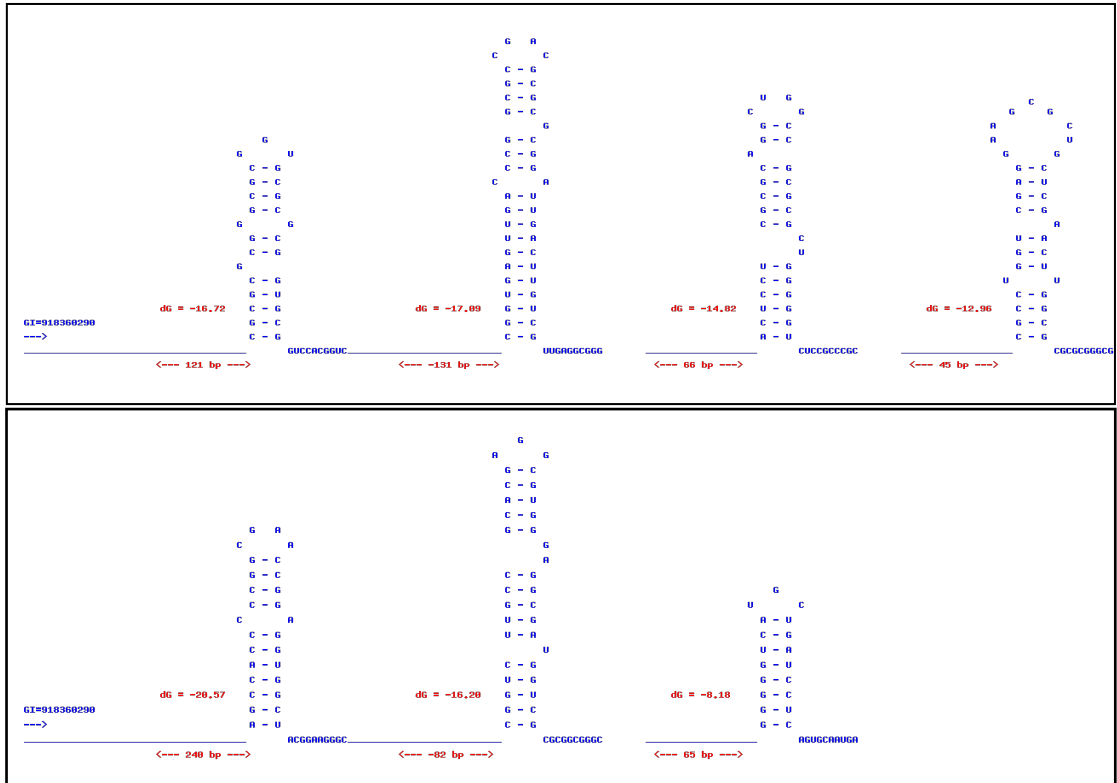 G A
C C
C - G
G - C
C - G U G
C
G - C C G G G
G G - C A C
G G - C G - C A U
G U C - G A C G G
C - G C - G C - G G - C
G - C C A G - C A - U
C - G A - U C - G G - C
G - C G - U G - C C - G
G G U - G C - G A
G - C U - A C U - A
C - G G - C U G - C
G A - U U - G G - U
C - G G - U C - G U U
G - U U - G C - G C - G
dG = -16.72 C - G dG = -17.09 G - U dG = -14.82 U - G dG = -12.96 C - G
GI=918360290 G - C G - C C - G G - C
---> C - G C - G A - U C - G
GUCCACGGUC UUGAGGCGGG CUCCGCCCGC CGCGCGGGCG
<--- 121 bp ---> <--- -131 bp ---> <--- 66 bp ---> <--- 45 bp --->
G
A G
G - C
C - G
A - U
C - G
G A G - G
C A G
G - C A
G - C C - G
C - G C - G G
C - G G - C U C
C A U - G A - U
C - G U - A C - G
C - G U U - A
A - U C - G G - U
dG = -20.57 C - G dG = -16.20 U - G dG = -8.18 G - C
GI=918360290 C - G G - U G - C
G - C G - U
---> A - U C - G G - C
ACGGAAGGGC CGCGGCGGGC AGUGCAAUGA
<--- 240 bp ---> <--- -82 bp ---> <--- 65 bp --->